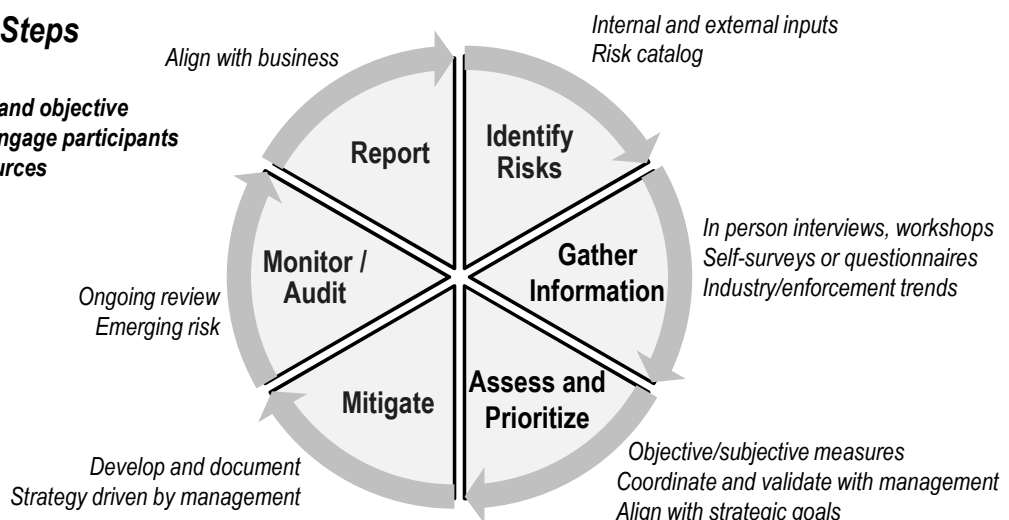 Steps
and objective
ngage participants
urces
Align with business
Internal and external inputs
Risk catalog
Report
Identify
Risks
In person interviews, workshops
Self-surveys or questionnaires
Industry/enforcement trends
Gather
Information
Monitor /
Audit
Ongoing review
Emerging risk
Assess and
Prioritize
Mitigate
Objective/subjective measures
Coordinate and validate with management
Align with strategic goals
Develop and document
Strategy driven by management